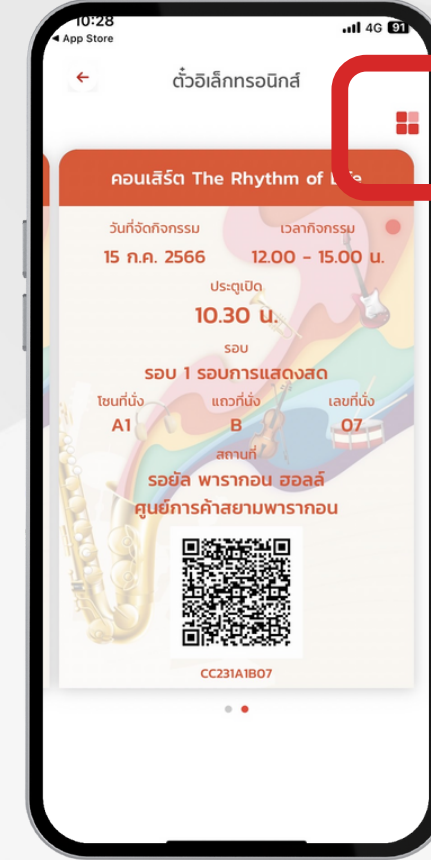 10:28
4G 91
App Store
ตั๋วอิเล็กทรอนิกส์
คอนเสิร์ต The Rhythm of Life
วันที่จัดกิจกรรม เวลากิจกรรม
15 ก.ค. 2566 12.00 - 15.00 น.
ประตูเปิด
10.30 น.
รอบ
รอบ 1 รอบการแสดงสด
โซนที่นั่ง แถวที่นั่ง เลขที่นั่ง
A1 B 07
สถานที่
รอยัล พารากอน ฮอลล์
ศูนย์การค้าสยามพารากอน
CC231A1B07